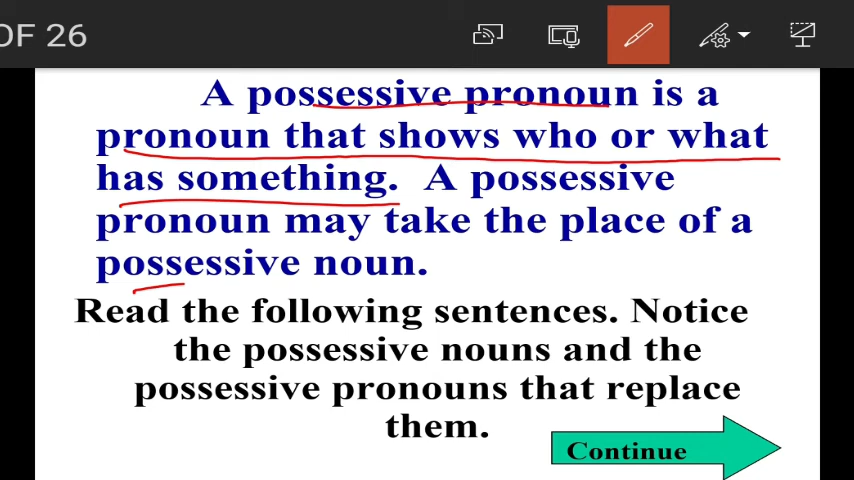 OF 26
A possessive pronoun is a
pronoun that shows who or what
has something. A possessive
pronoun may take the place of a
possessive noun.
Read the following sentences. Notice
the possessive nouns and the
possessive pronouns that replace
them.
Continue